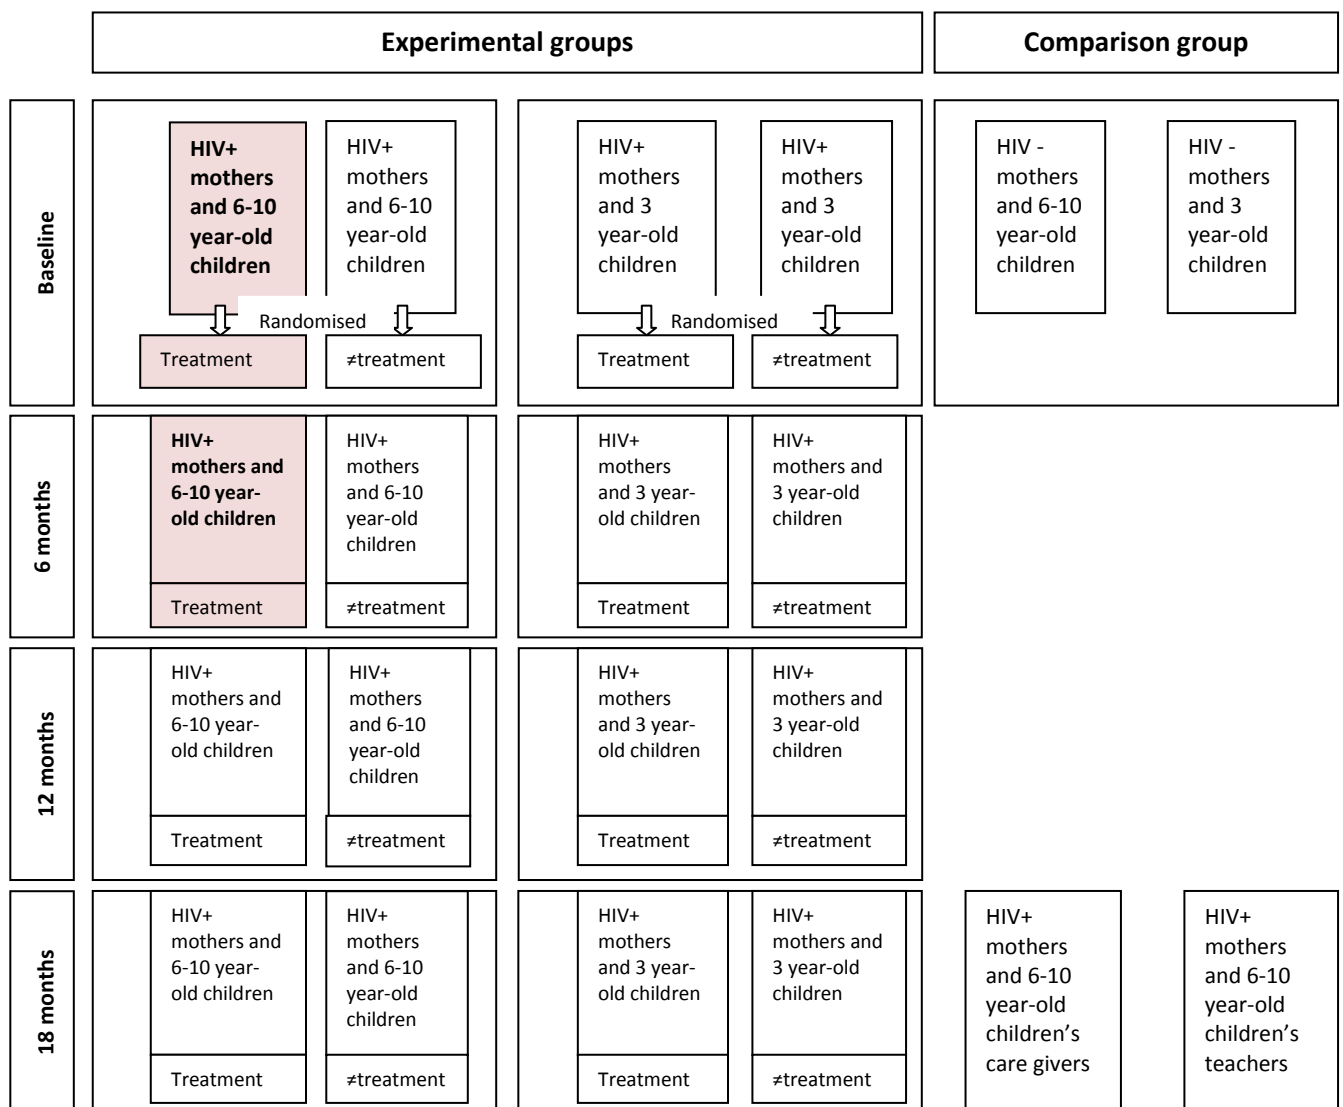 Experimental groups
Comparison group
Baseline
HIV+
mothers
and 6-10
year-old
children
HIV+
mothers
and 6-10
year-old
children
Randomised
Treatment
≠treatment
HIV+
mothers
and 3
year-old
children
HIV+
mothers
and 3
year-old
children
Randomised
Treatment
≠treatment
HIV -
mothers
and 6-10
year-old
children
HIV -
mothers
and 3
year-old
children
6 months
HIV+
mothers and
6-10 year-
old children
Treatment
HIV+
mothers
and 6-10
year-old
children
≠treatment
HIV+
mothers
and 3 year-
old children
Treatment
HIV+
mothers and
3 year-old
children
≠treatment
12 months
HIV+
mothers and
6-10 year-
old children
Treatment
HIV+
mothers
and 6-10
year-old
children
≠treatment
HIV+
mothers
and 3 year-
old children
Treatment
HIV+
mothers and
3 year-old
children
≠treatment
18 months
HIV+
mothers and
6-10 year-
old children
Treatment
HIV+
mothers
and 6-10
year-old
children
≠treatment
HIV+
mothers
and 3 year-
old children
Treatment
HIV+
mothers and
3 year-old
children
≠treatment
HIV+
mothers
and 6-10
year-old
children’s
care givers
HIV+
mothers
and 6-10
year-old
children’s
teachers